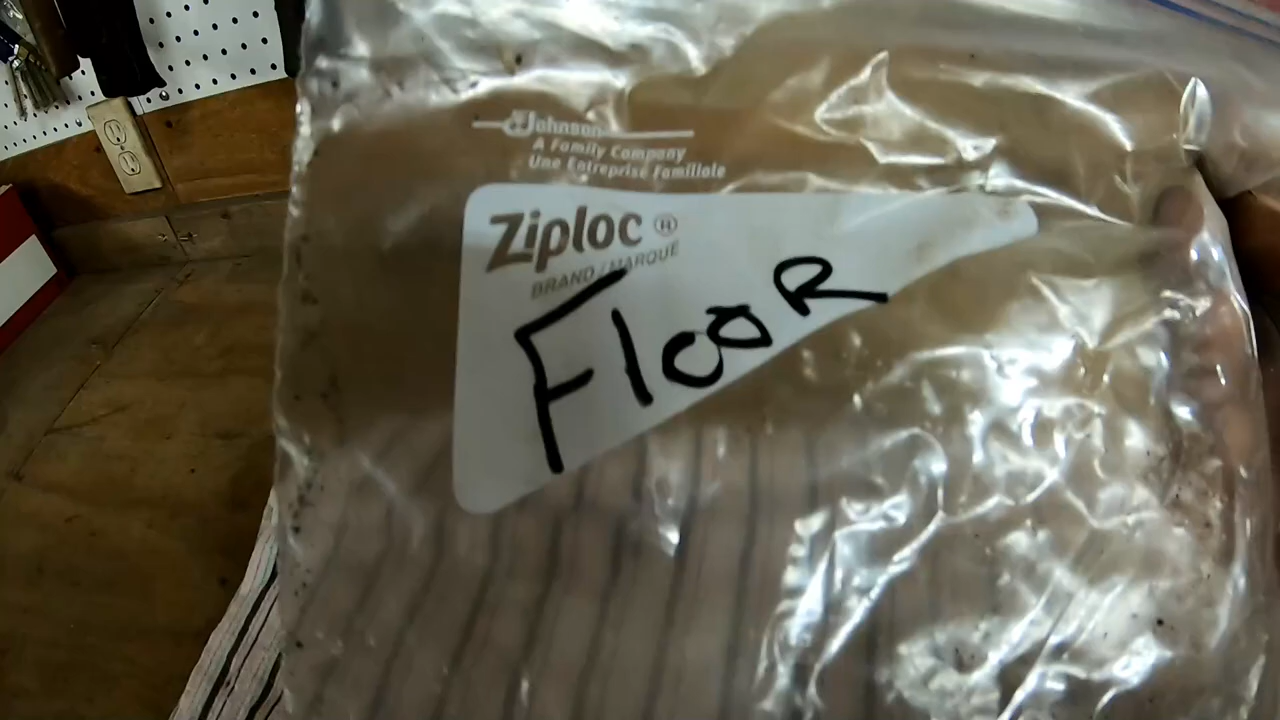 Johnson
A Family Company
Une Entreprise Familiale
Ziploc ®
BRAND / MARQUE
FlooR